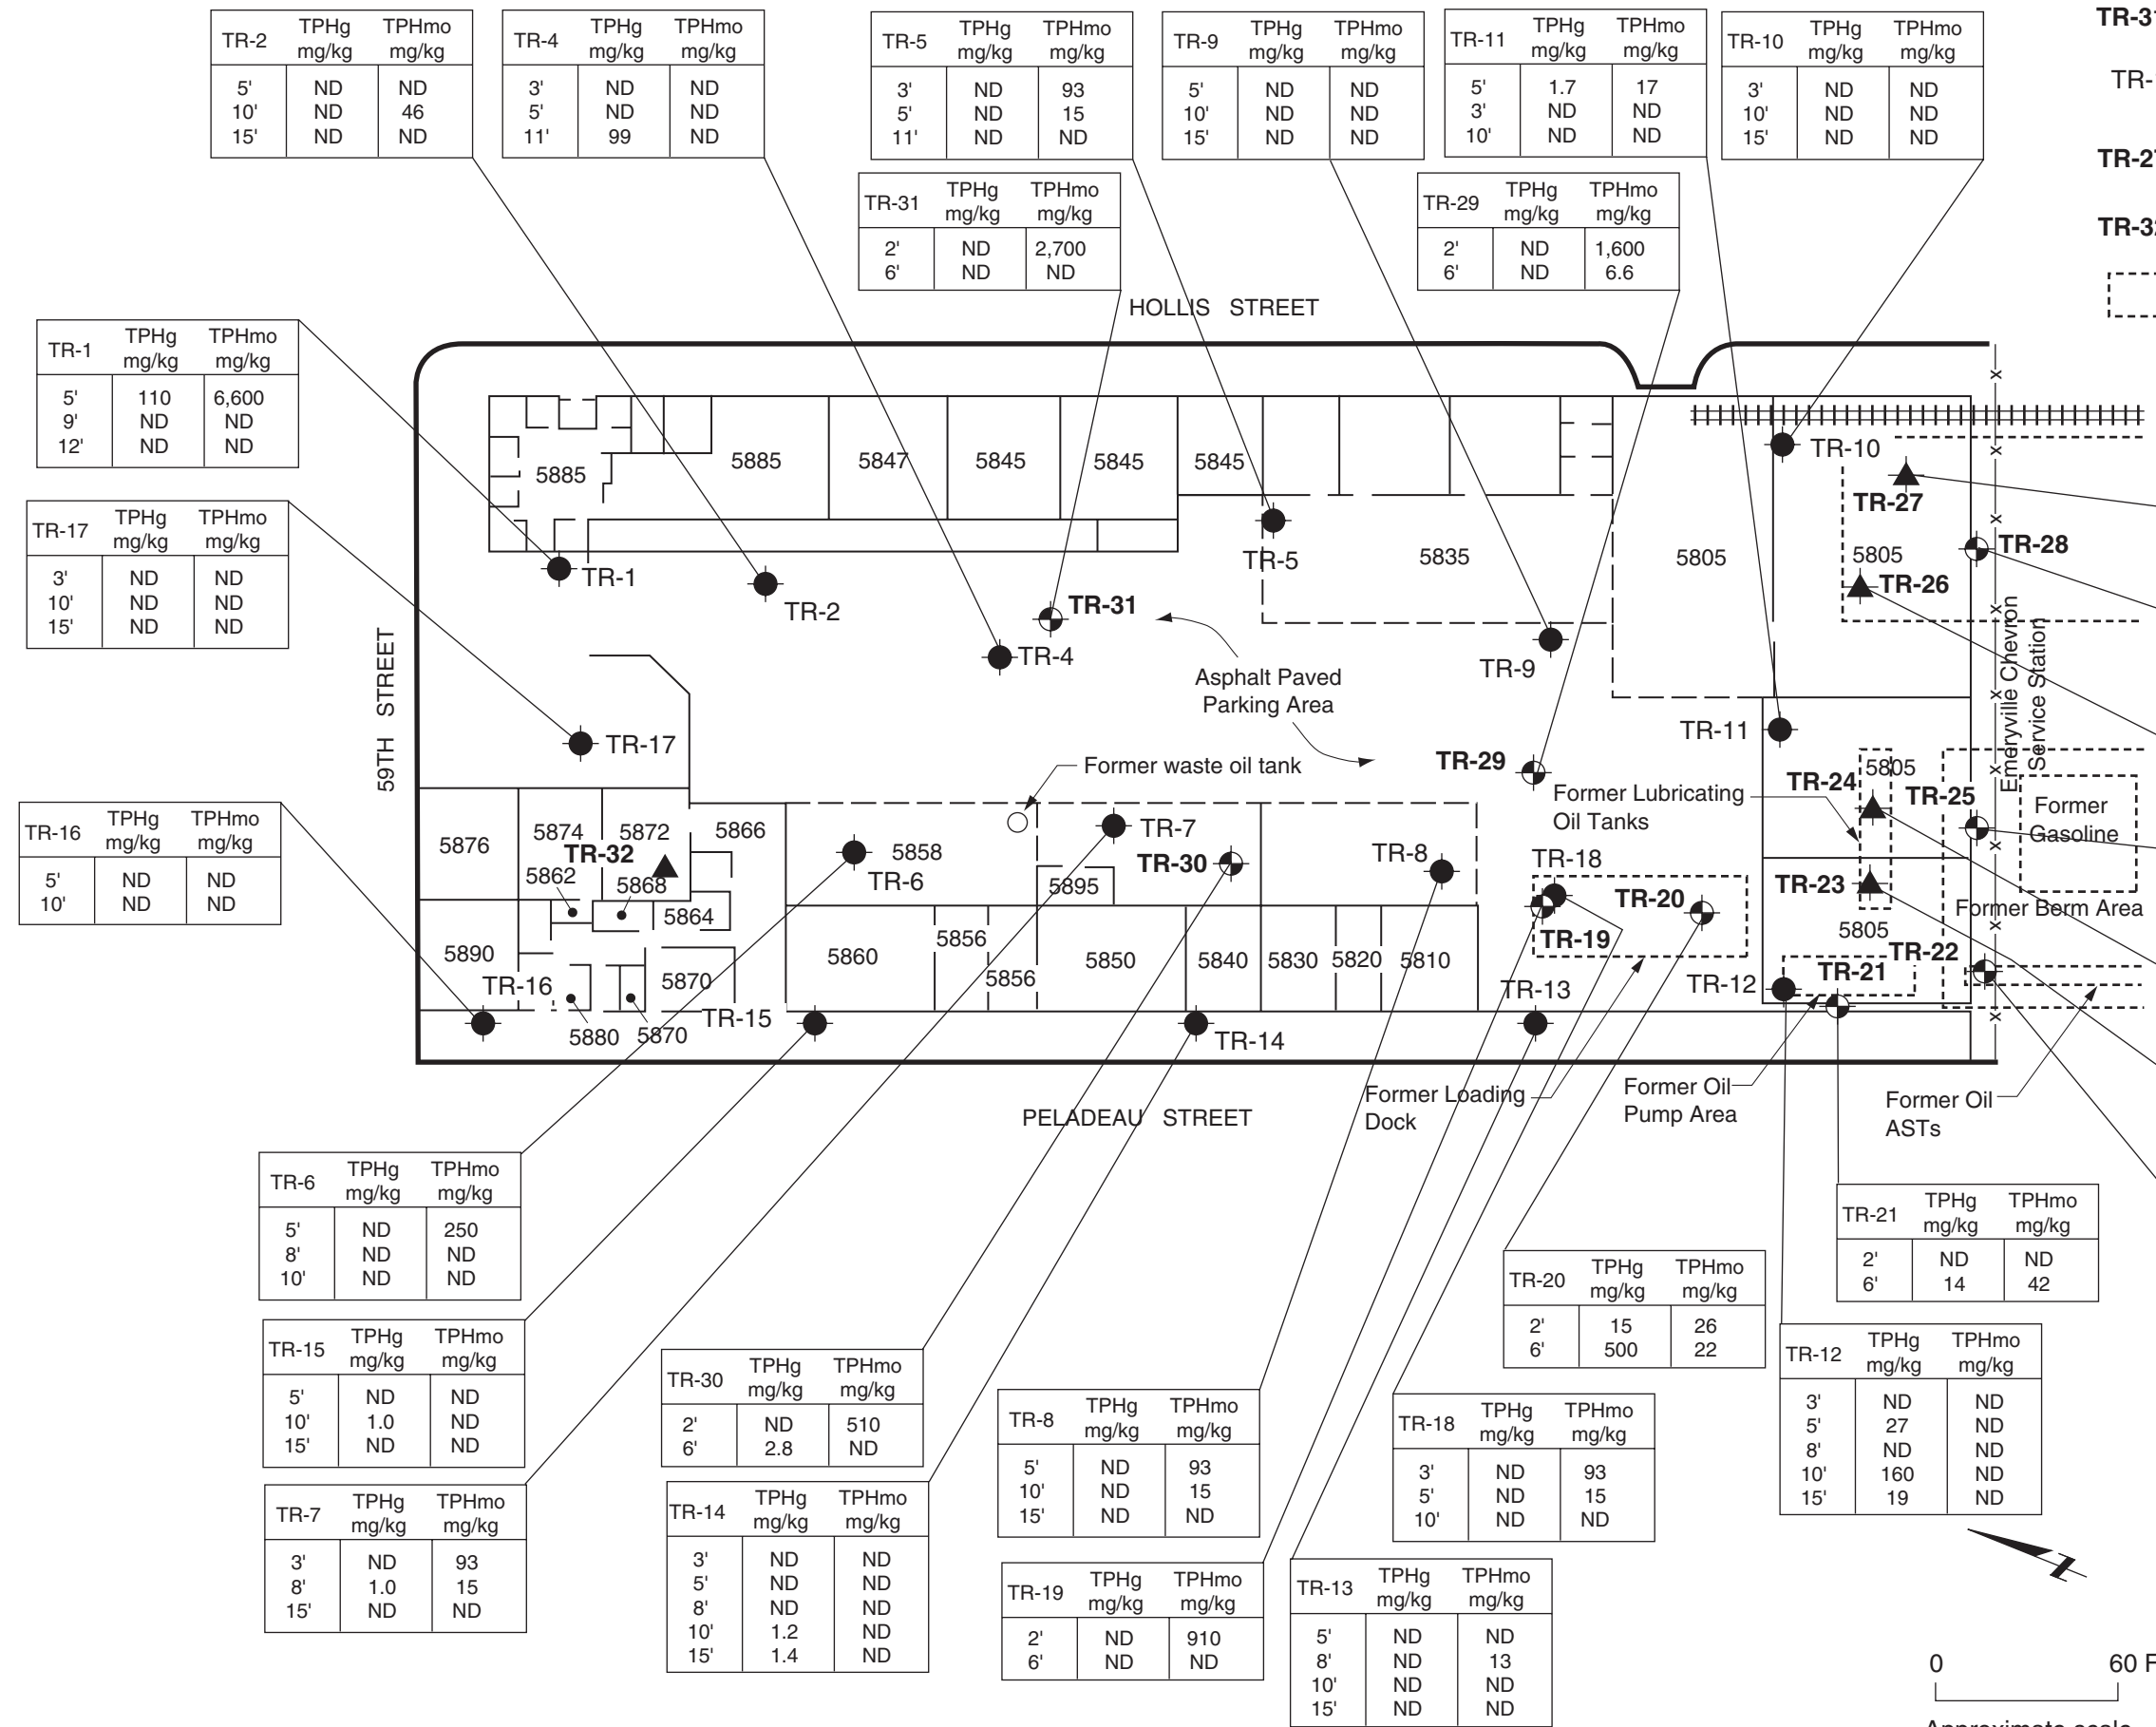 TR-2 TPHg TPHmo
mg/kg mg/kg
5' ND ND
10' ND 46
15' ND ND
TR-4 TPHg TPHmo
mg/kg mg/kg
3' ND ND
5' ND ND
11' 99 ND
TR-5 TPHg TPHmo
mg/kg mg/kg
3' ND 93
5' ND 15
11' ND ND
TR-9 TPHg TPHmo
mg/kg mg/kg
5' ND ND
10' ND ND
15' ND ND
TR-11 TPHg TPHmo
mg/kg mg/kg
5' 1.7 17
3' ND ND
10' ND ND
TR-10 TPHg TPHmo
mg/kg mg/kg
3' ND ND
10' ND ND
15' ND ND
TR-31
TR-
TR-27
TR-32
TR-31 TPHg TPHmo
mg/kg mg/kg
2' ND 2,700
6' ND ND
TR-29 TPHg TPHmo
mg/kg mg/kg
2' ND 1,600
6' ND 6.6
HOLLIS STREET
TR-1 TPHg TPHmo
mg/kg mg/kg
5' 110 6,600
9' ND ND
12' ND ND
TR-17 TPHg TPHmo
mg/kg mg/kg
3' ND ND
10' ND ND
15' ND ND
TR-16 TPHg TPHmo
mg/kg mg/kg
5' ND ND
10' ND ND
59TH STREET
5885
5885
5847
5845
5845
5845
5835
5805
5805
TR-10
TR-27
TR-28
TR-26
TR-1
TR-2
TR-31
TR-4
TR-5
TR-9
Asphalt Paved
Parking Area
Emeryville Chevron
Service Station
TR-17
TR-11
TR-29
Former waste oil tank
Former Lubricating
Oil Tanks
5805
TR-24
TR-25
Former
Gasoline
5876
5874
5872
5866
TR-32
5862
5868
5864
5858
TR-6
TR-7
TR-30
5895
TR-8
TR-18
TR-20
TR-19
TR-23
Former Berm Area
5805
TR-22
TR-21
TR-12
5890
TR-16
5870
TR-15
5880
5870
5860
5856
5856
5850
5840
5830
5820
5810
TR-13
TR-14
PELADEAU STREET
Former Loading
Dock
Former Oil
Pump Area
Former Oil
ASTs
TR-6 TPHg TPHmo
mg/kg mg/kg
5' ND 250
8' ND ND
10' ND ND
TR-15 TPHg TPHmo
mg/kg mg/kg
5' ND ND
10' 1.0 ND
15' ND ND
TR-7 TPHg TPHmo
mg/kg mg/kg
3' ND 93
8' 1.0 15
15' ND ND
TR-30 TPHg TPHmo
mg/kg mg/kg
2' ND 510
6' 2.8 ND
TR-14 TPHg TPHmo
mg/kg mg/kg
3' ND ND
5' ND ND
8' ND ND
10' 1.2 ND
15' 1.4 ND
TR-8 TPHg TPHmo
mg/kg mg/kg
5' ND 93
10' ND 15
15' ND ND
TR-19 TPHg TPHmo
mg/kg mg/kg
2' ND 910
6' ND ND
TR-18 TPHg TPHmo
mg/kg mg/kg
3' ND 93
5' ND 15
10' ND ND
TR-13 TPHg TPHmo
mg/kg mg/kg
5' ND ND
8' ND 13
10' ND ND
15' ND ND
TR-20 TPHg TPHmo
mg/kg mg/kg
2' 15 26
6' 500 22
TR-21 TPHg TPHmo
mg/kg mg/kg
2' ND ND
6' 14 42
TR-12 TPHg TPHmo
mg/kg mg/kg
3' ND ND
5' 27 ND
8' ND ND
10' 160 ND
15' 19 ND
0 60 F
Approximate scale